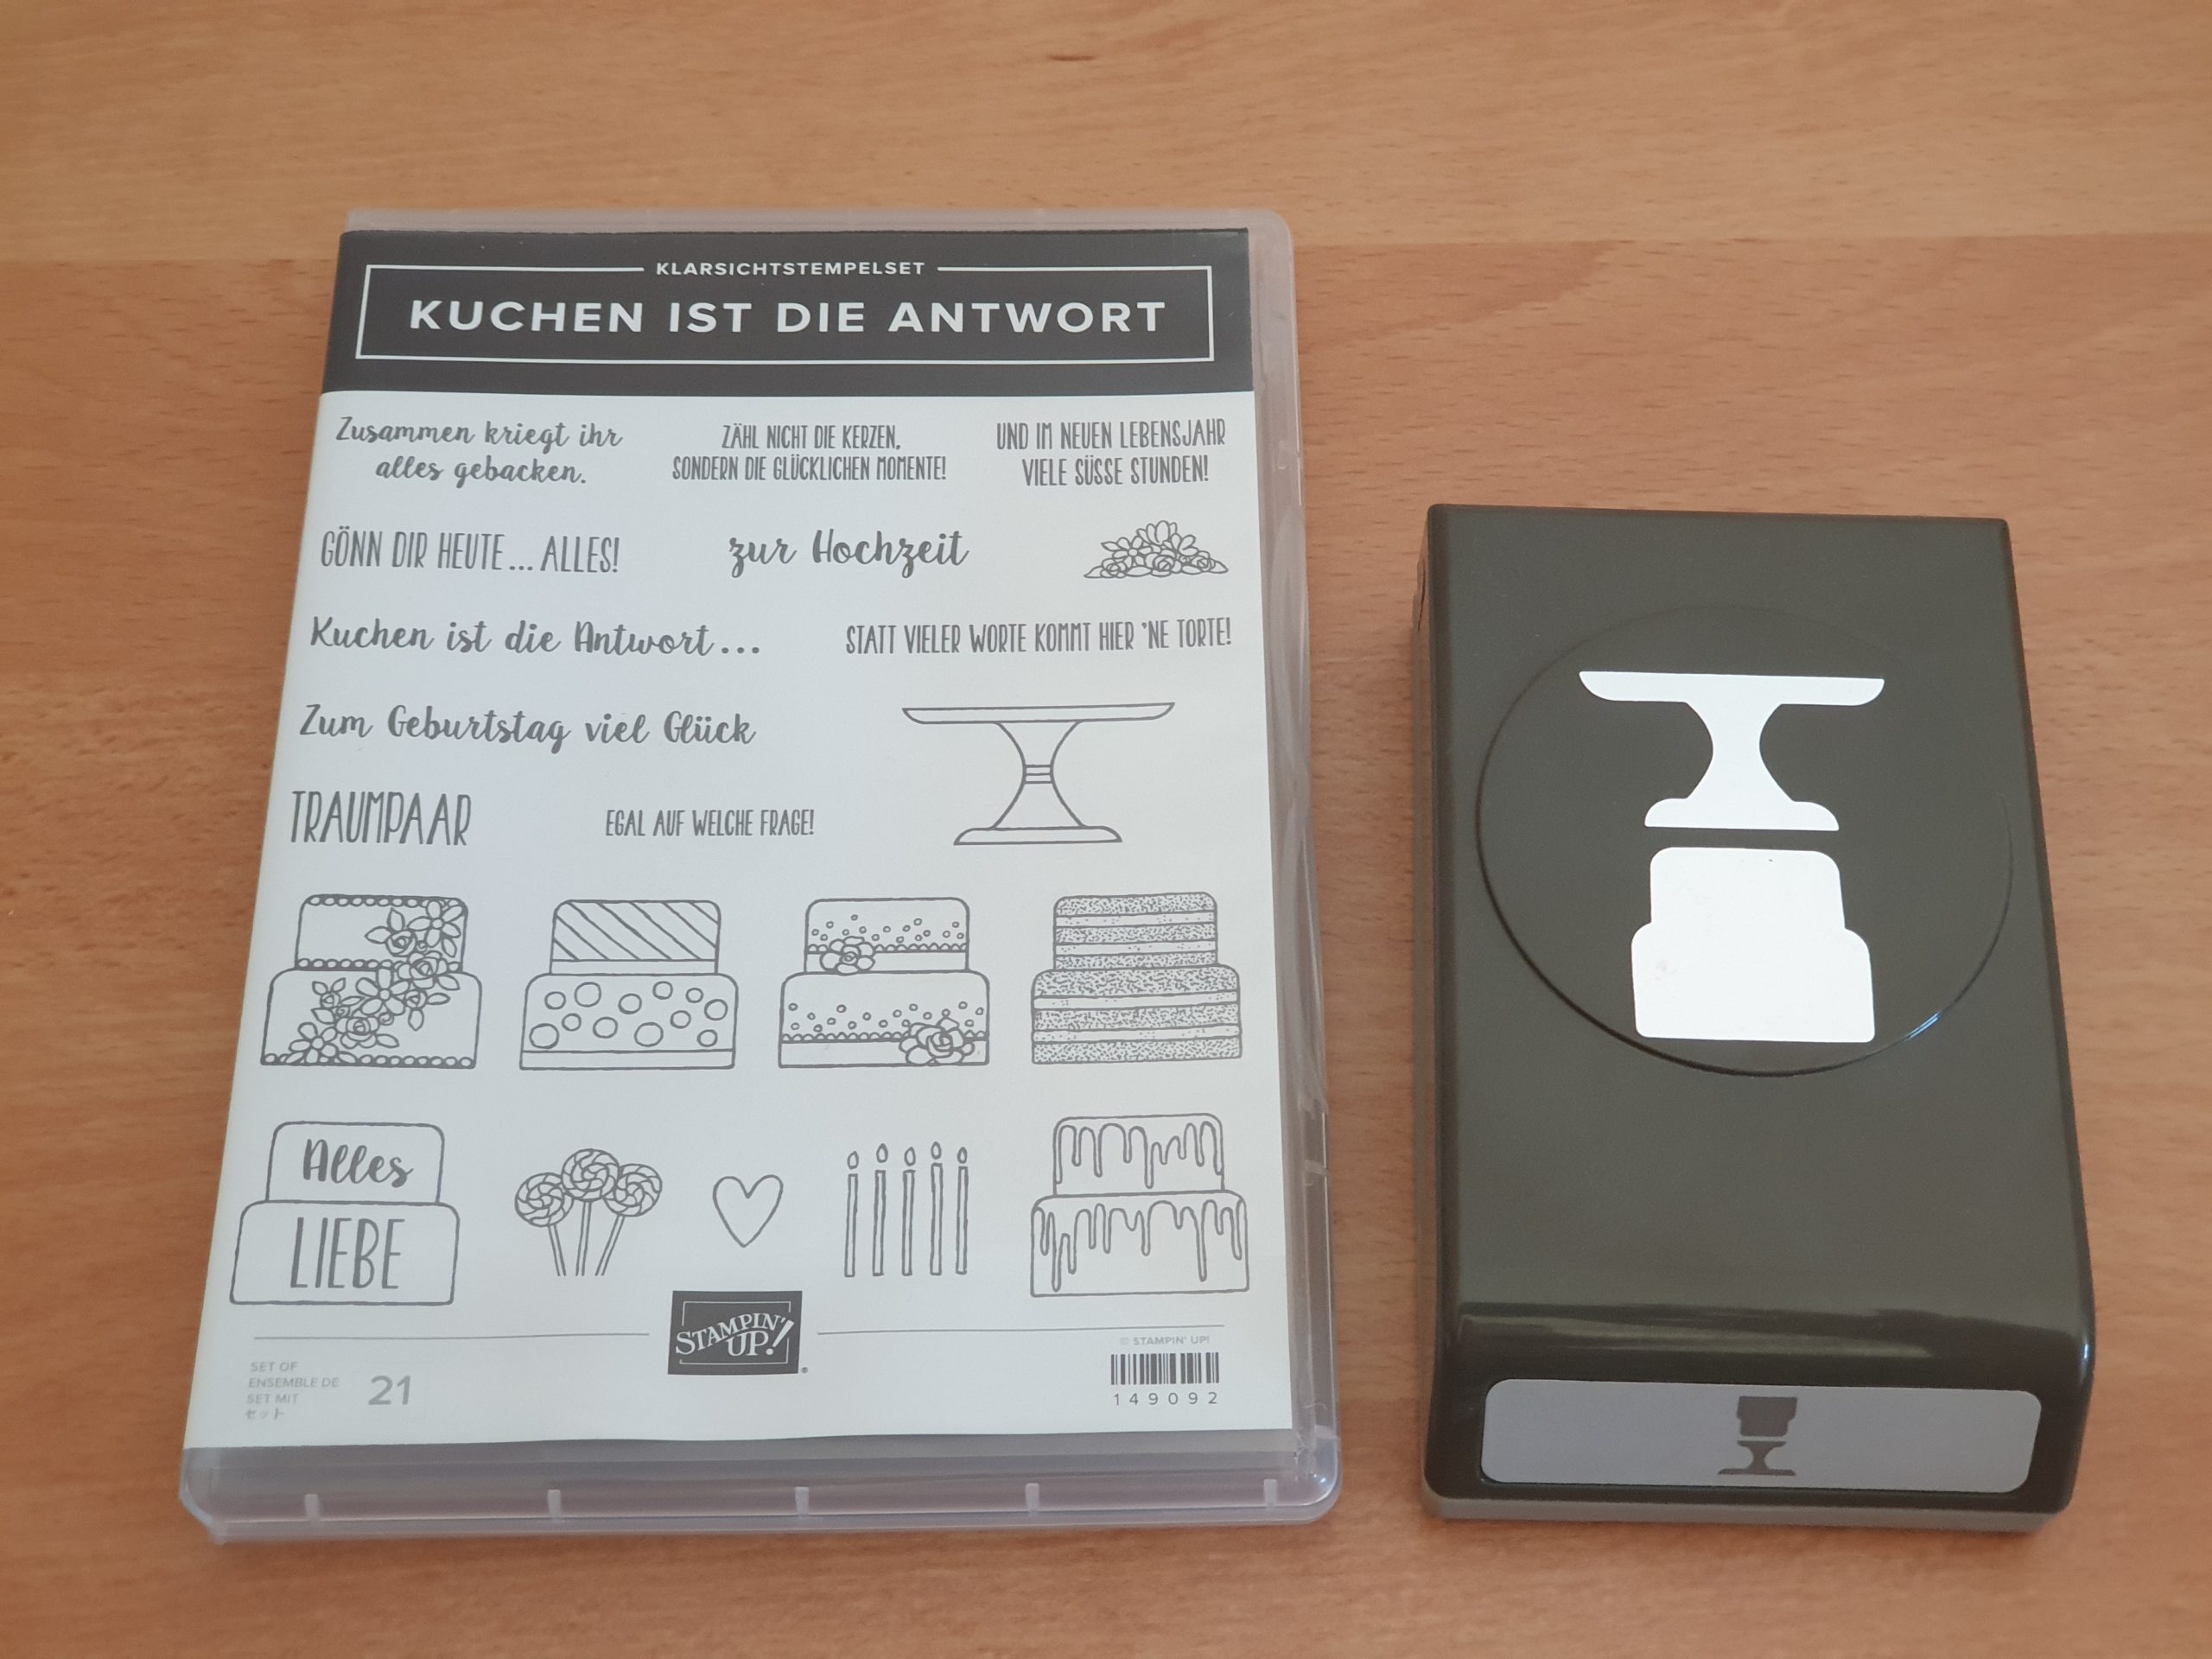 KLARSICHTSTEMPELSET
KUCHEN IST DIE ANTWORT
Zusammen kriegt ihr
alles gebacken.
ZÄHL NICHT DIE KERZEN,
SONDERN DIE GLÜCKLICHEN MOMENTE!
UND IM NEUEN LEBENSJAHR
VIELE SÜSSE STUNDEN!
GÖNN DIR HEUTE... ALLES!
zur Hochzeit
Kuchen ist die Antwort...
STATT VIELER WORTE KOMMT HIER 'NE TORTE!
Zum Geburtstag viel Glück
TRAUMPAAR
EGAL AUF WELCHE FRAGE!
Alles
LIEBE
STAMPIN'
UP!®
SET OF
ENSEMBLE DE
SET MIT
セット
21
© STAMPIN' UP!
149092